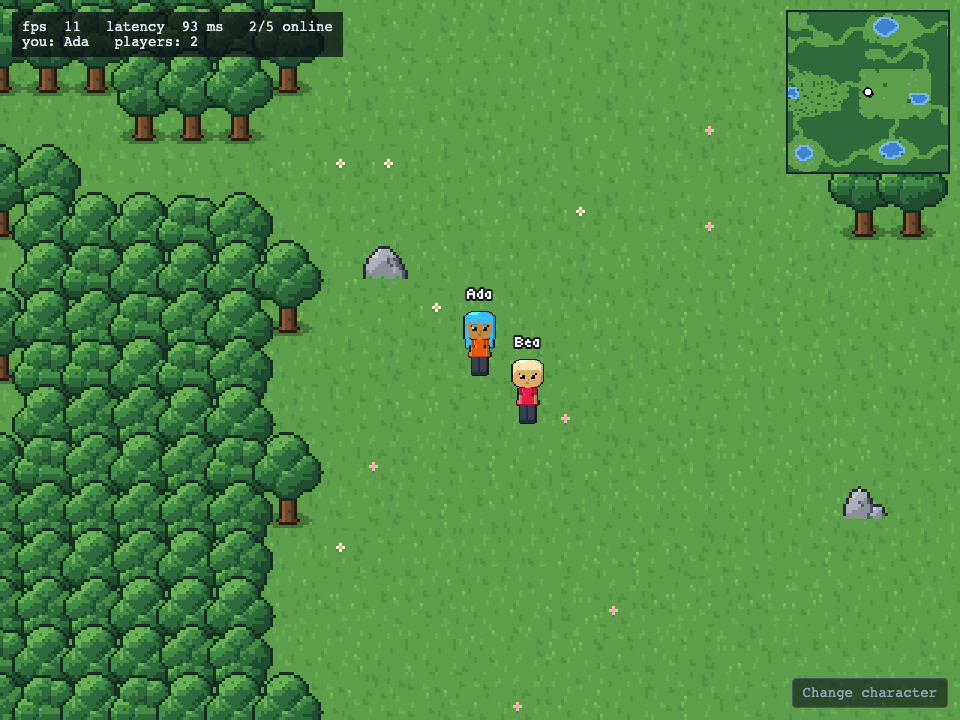 fps 11 latency 93 ms 2/5 online
you: Ada players: 2
Ada
Bea
Change character